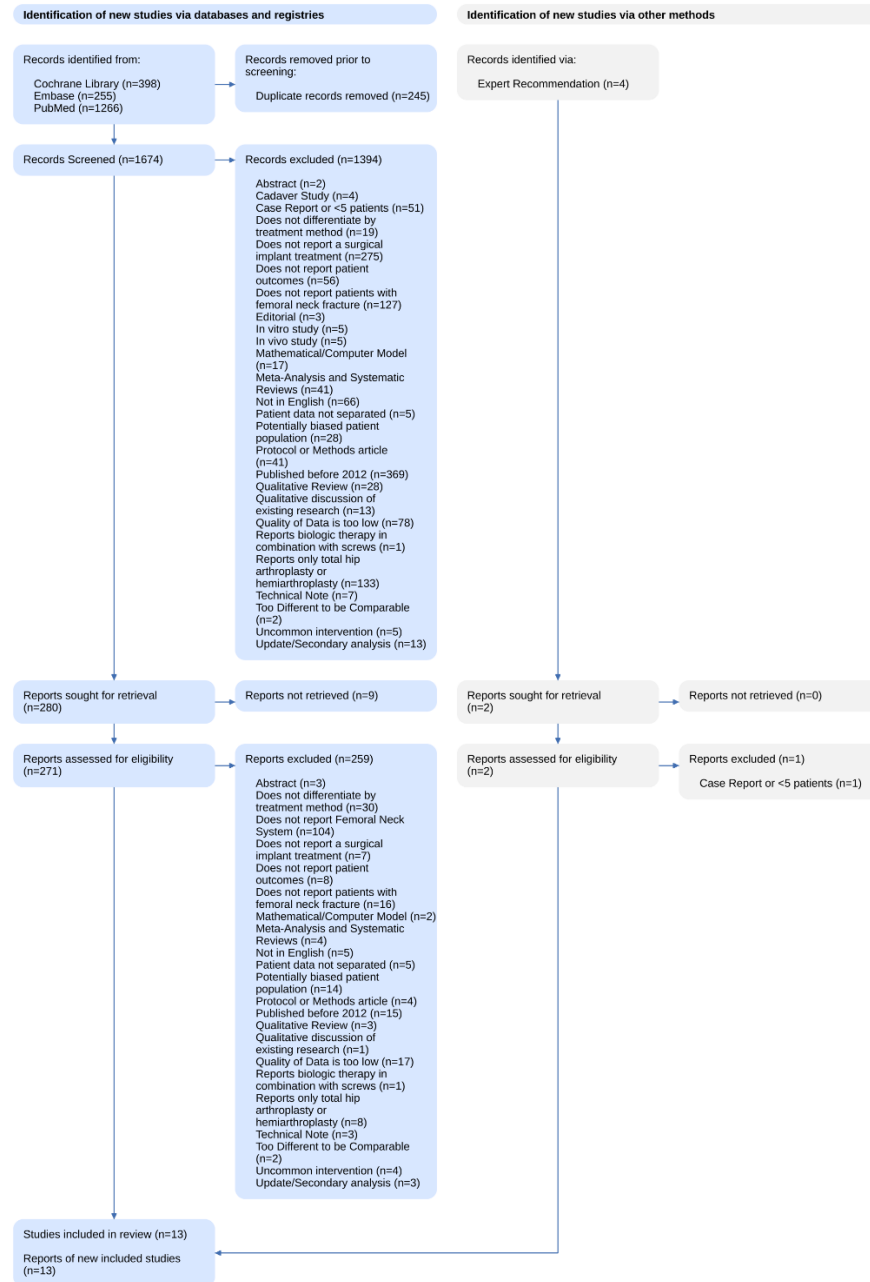 Identification of new studies via databases and registries
Identification of new studies via other methods
Records identified from:
Cochrane Library (n=398)
Embase (n=255)
PubMed (n=1266)
Records removed prior to
screening:
Duplicate records removed (n=245)
Records identified via:
Expert Recommendation (n=4)
Records Screened (n=1674)
Records excluded (n=1394)
Abstract (n=2)
Cadaver Study (n=4)
Case Report or <5 patients (n=51)
Does not differentiate by
treatment method (n=19)
Does not report a surgical
implant treatment (n=275)
Does not report patient
outcomes (n=56)
Does not report patients with
femoral neck fracture (n=127)
Editorial (n=3)
In vitro study (n=5)
In vivo study (n=5)
Mathematical/Computer Model
(n=17)
Meta-Analysis and Systematic
Reviews (n=41)
Not in English (n=66)
Patient data not separated (n=5)
Potentially biased patient
population (n=28)
Protocol or Methods article
(n=41)
Published before 2012 (n=369)
Qualitative Review (n=28)
Qualitative discussion of
existing research (n=13)
Quality of Data is too low (n=78)
Reports biologic therapy in
combination with screws (n=1)
Reports only total hip
arthroplasty or
hemiarthroplasty (n=133)
Technical Note (n=7)
Too Different to be Comparable
(n=2)
Uncommon intervention (n=5)
Update/Secondary analysis (n=13)
Reports sought for retrieval
(n=280)
Reports not retrieved (n=9)
Reports sought for retrieval
(n=2)
Reports not retrieved (n=0)
Reports assessed for eligibility
(n=271)
Reports excluded (n=259)
Abstract (n=3)
Does not differentiate by
treatment method (n=30)
Does not report Femoral Neck
System (n=104)
Does not report a surgical
implant treatment (n=7)
Does not report patient
outcomes (n=8)
Does not report patients with
femoral neck fracture (n=16)
Mathematical/Computer Model (n=2)
Meta-Analysis and Systematic
Reviews (n=4)
Not in English (n=5)
Patient data not separated (n=5)
Potentially biased patient
population (n=14)
Protocol or Methods article (n=4)
Published before 2012 (n=15)
Qualitative Review (n=3)
Qualitative discussion of
existing research (n=1)
Quality of Data is too low (n=17)
Reports biologic therapy in
combination with screws (n=1)
Reports only total hip
arthroplasty or
hemiarthroplasty (n=8)
Technical Note (n=3)
Too Different to be Comparable
(n=2)
Uncommon intervention (n=4)
Update/Secondary analysis (n=3)
Reports assessed for eligibility
(n=2)
Reports excluded (n=1)
Case Report or <5 patients (n=1)
Studies included in review (n=13)
Reports of new included studies
(n=13)